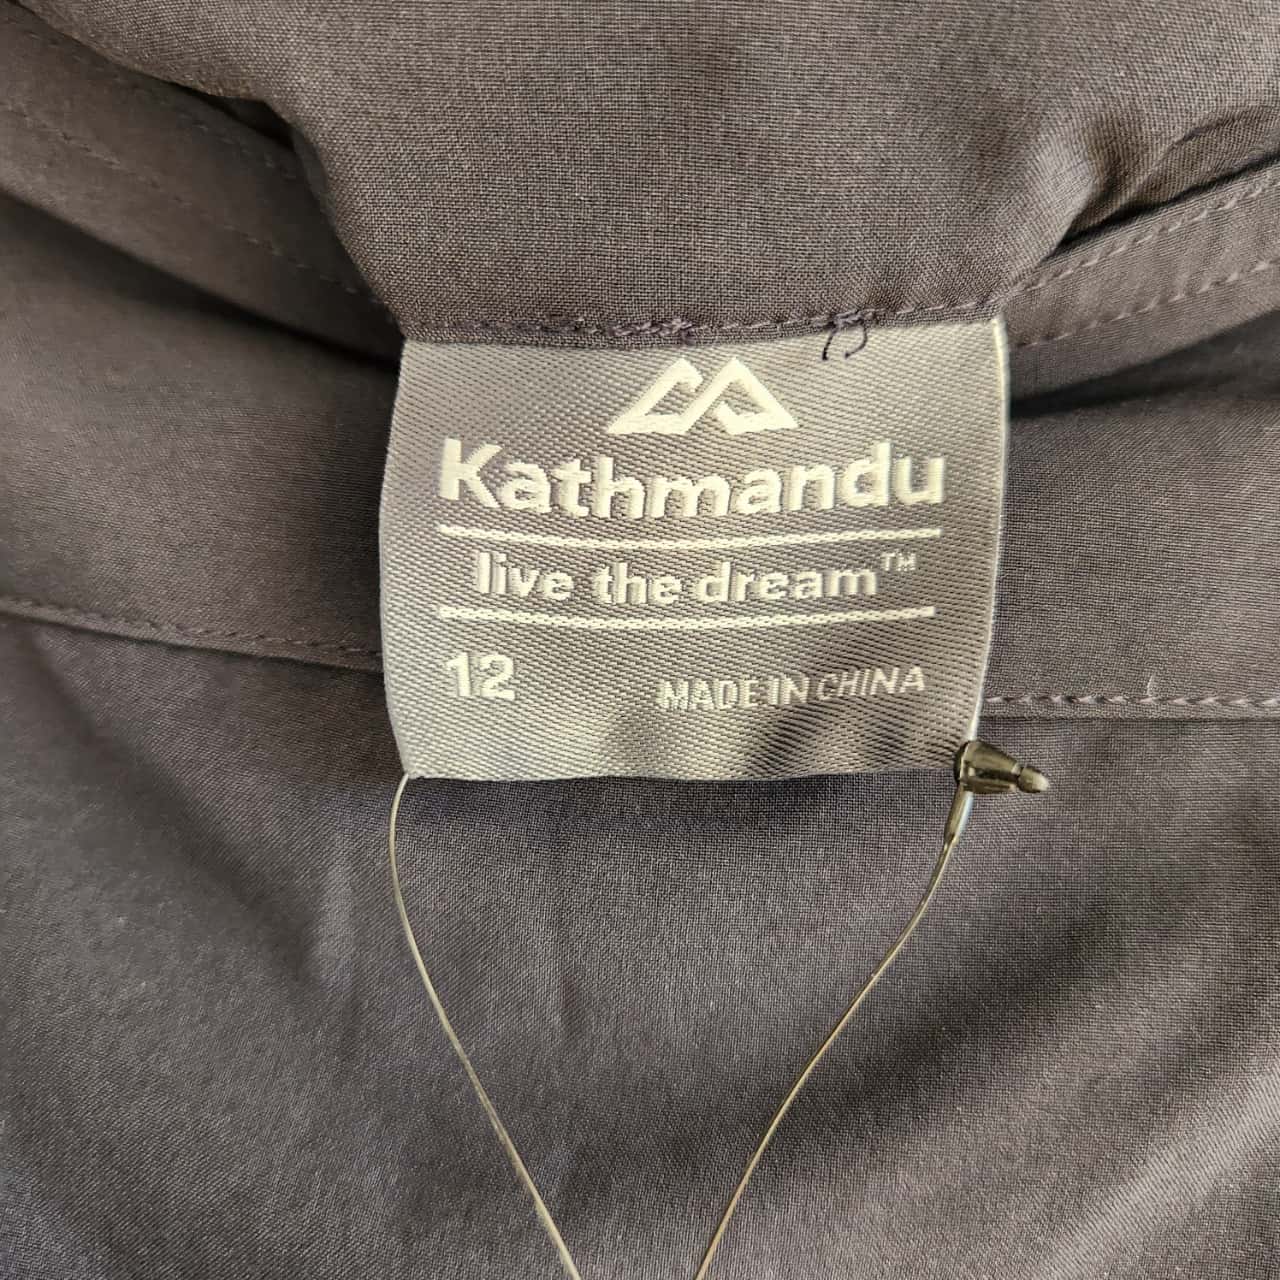 Kathmandu
live the dream™
12 MADE IN CHINA